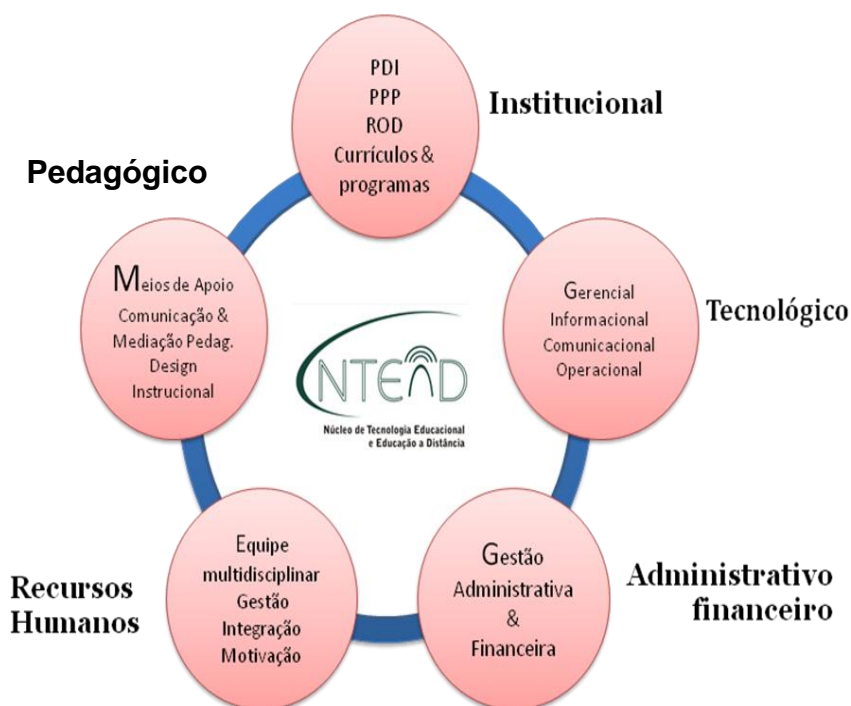 PDI
PPP
ROD
Currículos &
programas
Institucional
Pedagógico
Meios de Apoio
Comunicação &
Mediação Pedag.
Design
Instrucional
Gerencial
Informacional
Comunicacional
Operacional
Tecnológico
NTEAD
Núcleo de Tecnologia Educacional
e Educação a Distância
Recursos
Humanos
Equipe
multidisciplinar
Gestão
Integração
Motivação
Gestão
Administrativa
&
Financeira
Administrativo
financeiro